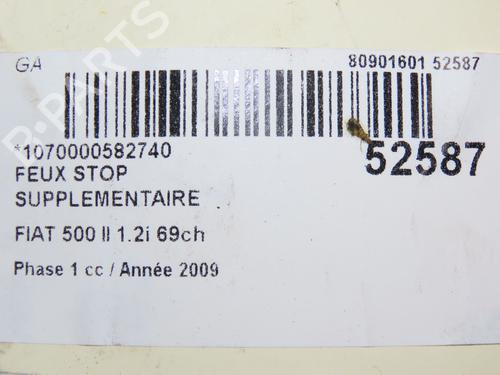 GA
80901601 52587
*1070000582740
52587
FEUX STOP
SUPPLEMENTAIRE
FIAT 500 II 1.2i 69ch
Phase 1 cc / Année 2009
B-PARTS